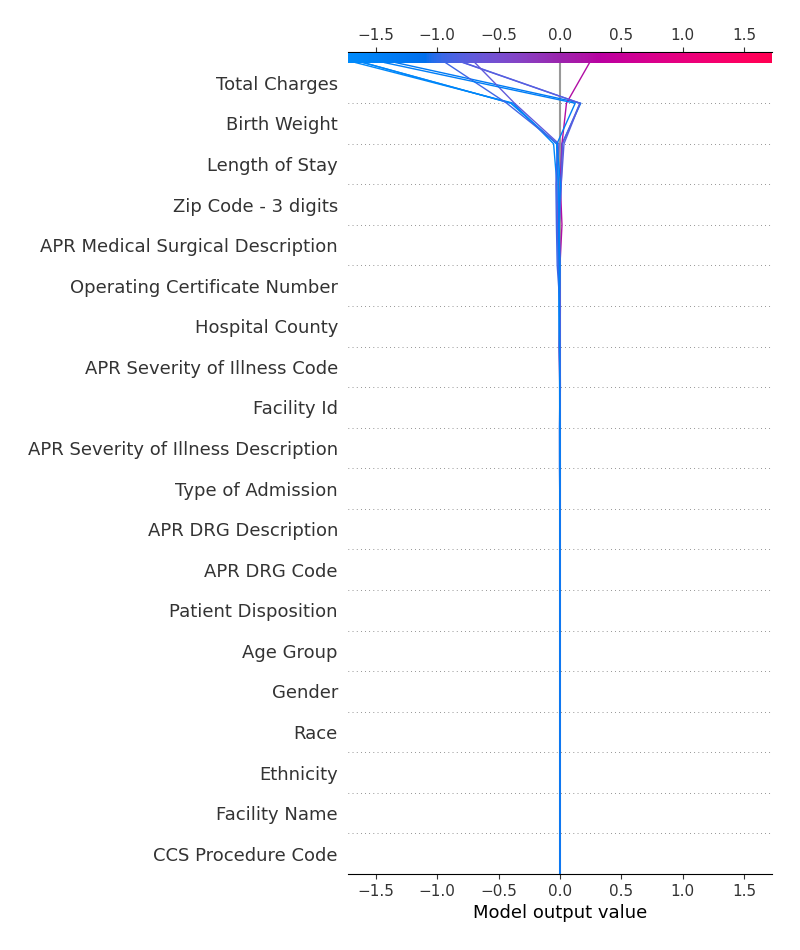 −1.5 −1.0 −0.5 0.0 0.5 1.0 1.5
Total Charges
Birth Weight
Length of Stay
Zip Code - 3 digits
APR Medical Surgical Description
Operating Certificate Number
Hospital County
APR Severity of Illness Code
Facility Id
APR Severity of Illness Description
Type of Admission
APR DRG Description
APR DRG Code
Patient Disposition
Age Group
Gender
Race
Ethnicity
Facility Name
CCS Procedure Code
−1.5 −1.0 −0.5 0.0 0.5 1.0 1.5
Model output value